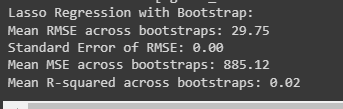 Lasso Regression with Bootstrap:
Mean RMSE across bootstraps: 29.75
Standard Error of RMSE: 0.00
Mean MSE across bootstraps: 885.12
Mean R-squared across bootstraps: 0.02